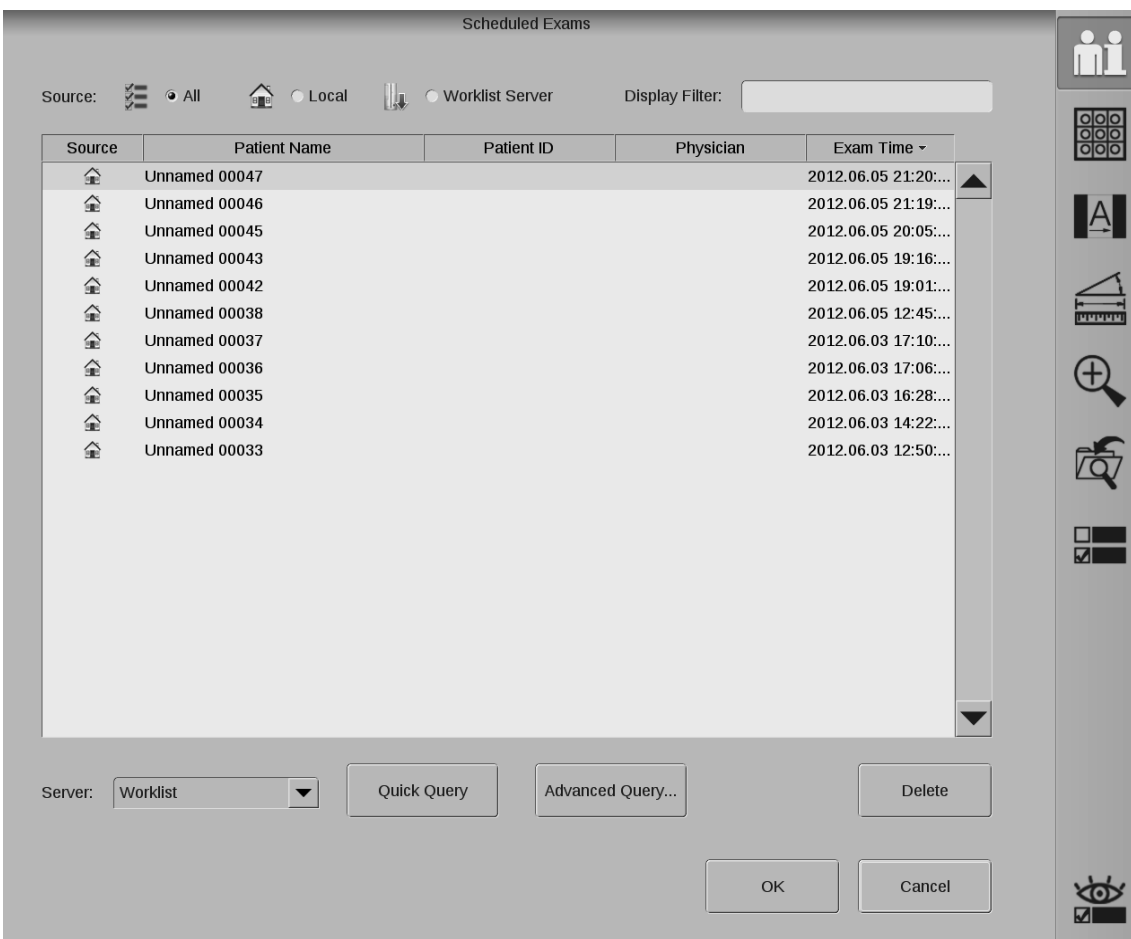 Scheduled Exams
Source: All Local Worklist Server Display Filter:
Source Patient Name Patient ID Physician Exam Time
Unnamed 00047 2012.06.05 21:20:...
Unnamed 00046 2012.06.05 21:19:...
Unnamed 00045 2012.06.05 20:05:...
Unnamed 00043 2012.06.05 19:16:...
Unnamed 00042 2012.06.05 19:01:...
Unnamed 00038 2012.06.05 12:45:...
Unnamed 00037 2012.06.03 17:10:...
Unnamed 00036 2012.06.03 17:06:...
Unnamed 00035 2012.06.03 16:28:...
Unnamed 00034 2012.06.03 14:22:...
Unnamed 00033 2012.06.03 12:50:...
Server: Worklist Quick Query Advanced Query... Delete
OK Cancel
A